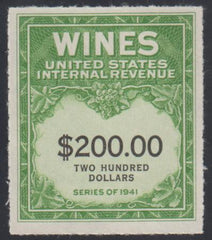 WINES
UNITED STATES
INTERNAL REVENUE
$200.00
TWO HUNDRED
DOLLARS
SERIES OF 1941